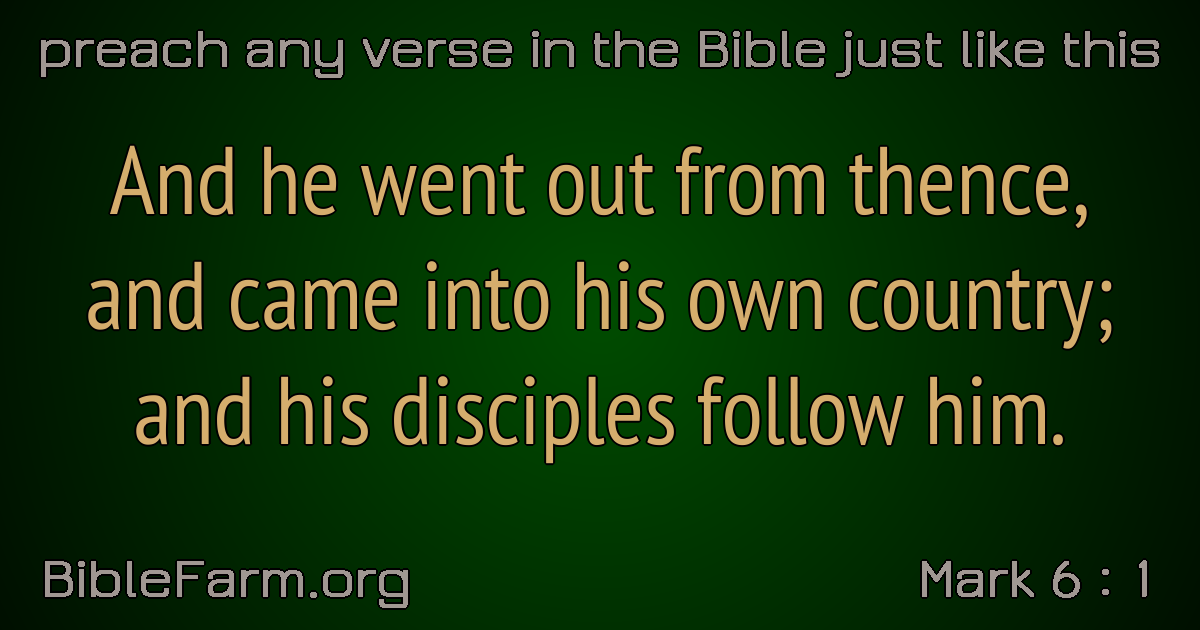 preach any verse in the Bible just like this
And he went out from thence,
and came into his own country;
and his disciples follow him.
BibleFarm.org
Mark 6 : 1